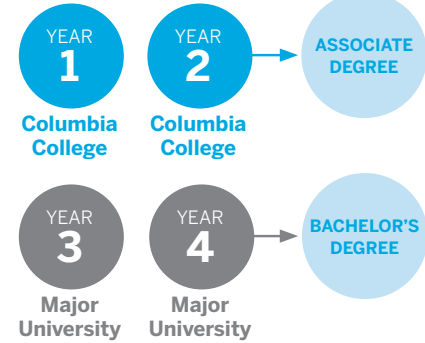 YEAR
1
YEAR
2
ASSOCIATE
DEGREE
Columbia
College
Columbia
College
YEAR
3
YEAR
4
BACHELOR'S
DEGREE
Major
University
Major
University